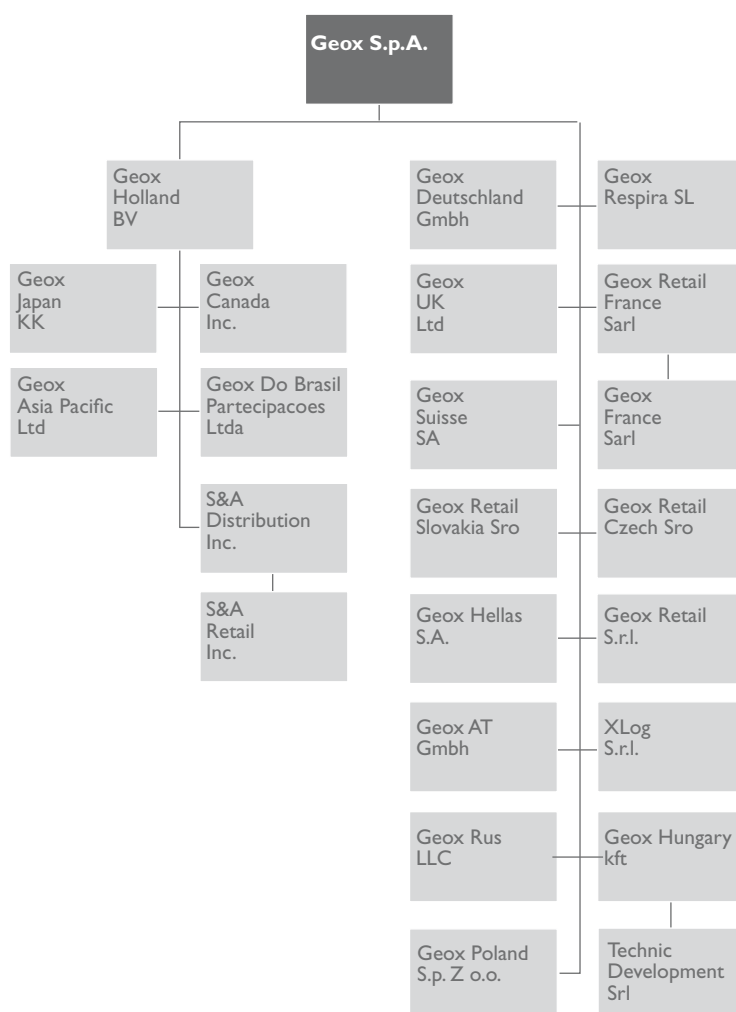 Geox S.p.A.
Geox
Holland
BV
Geox
Japan
KK
Geox
Canada
Inc.
Geox
Asia Pacific
Ltd
Geox Do Brasil
Partecipacoes
Ltda
S&A
Distribution
Inc.
S&A
Retail
Inc.
Geox
Deutschland
Gmbh
Geox
Respira SL
Geox
UK
Ltd
Geox Retail
France
Sarl
Geox
Suisse
SA
Geox
France
Sarl
Geox Retail
Slovakia Sro
Geox Retail
Czech Sro
Geox Hellas
S.A.
Geox Retail
S.r.l.
Geox AT
Gmbh
XLog
S.r.l.
Geox Rus
LLC
Geox Hungary
kft
Geox Poland
S.p. Z o.o.
Technic
Development
Srl